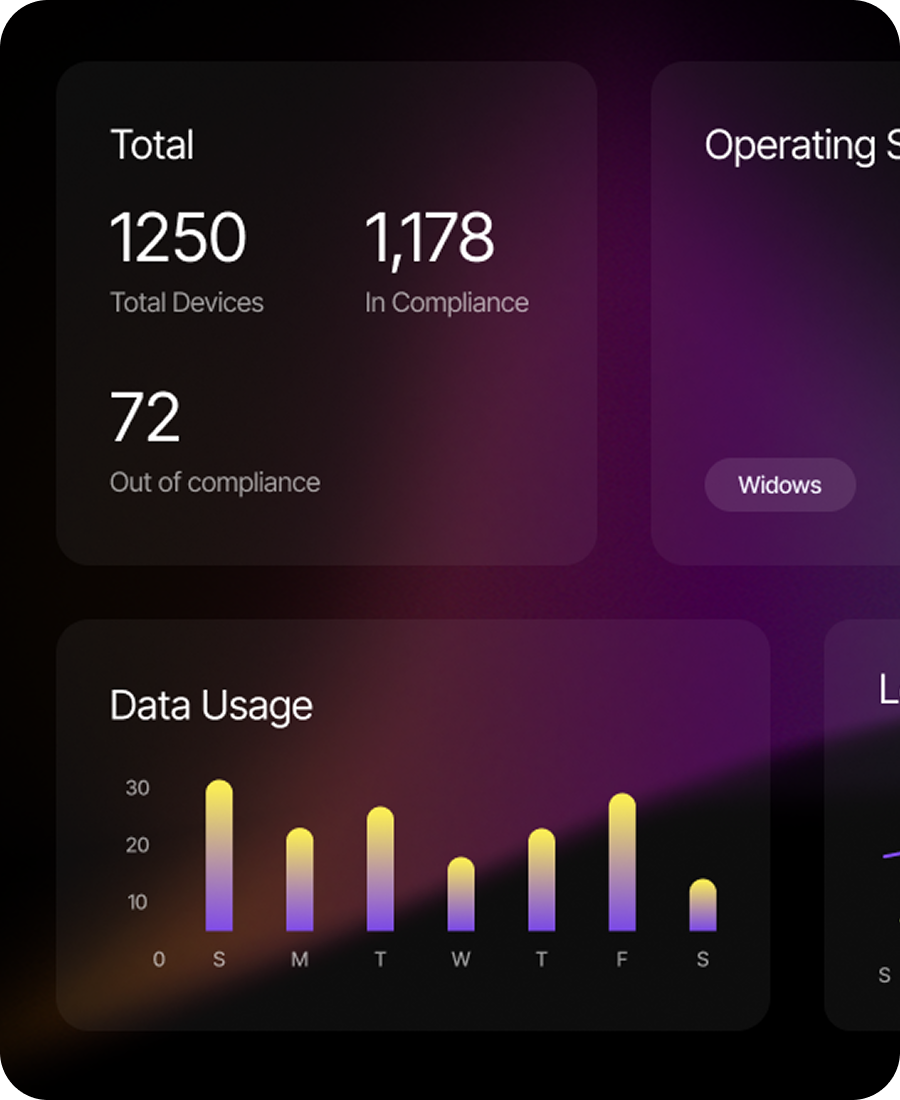 Total
1250
Total Devices
1,178
In Compliance
72
Out of compliance
Operating S
Widows
Data Usage
30
20
10
0 S M T W T F S
L
S